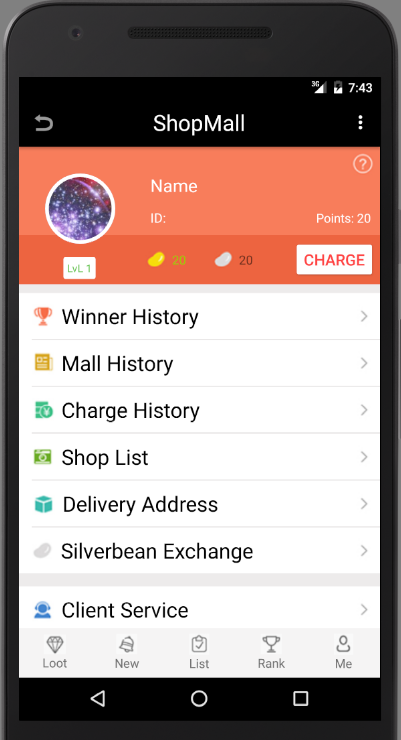 3G 7:43
ShopMall
Name
ID: Points: 20
LvL 1 20 20 CHARGE
Winner History
Mall History
Charge History
Shop List
Delivery Address
Silverbean Exchange
Client Service
Loot New List Rank Me